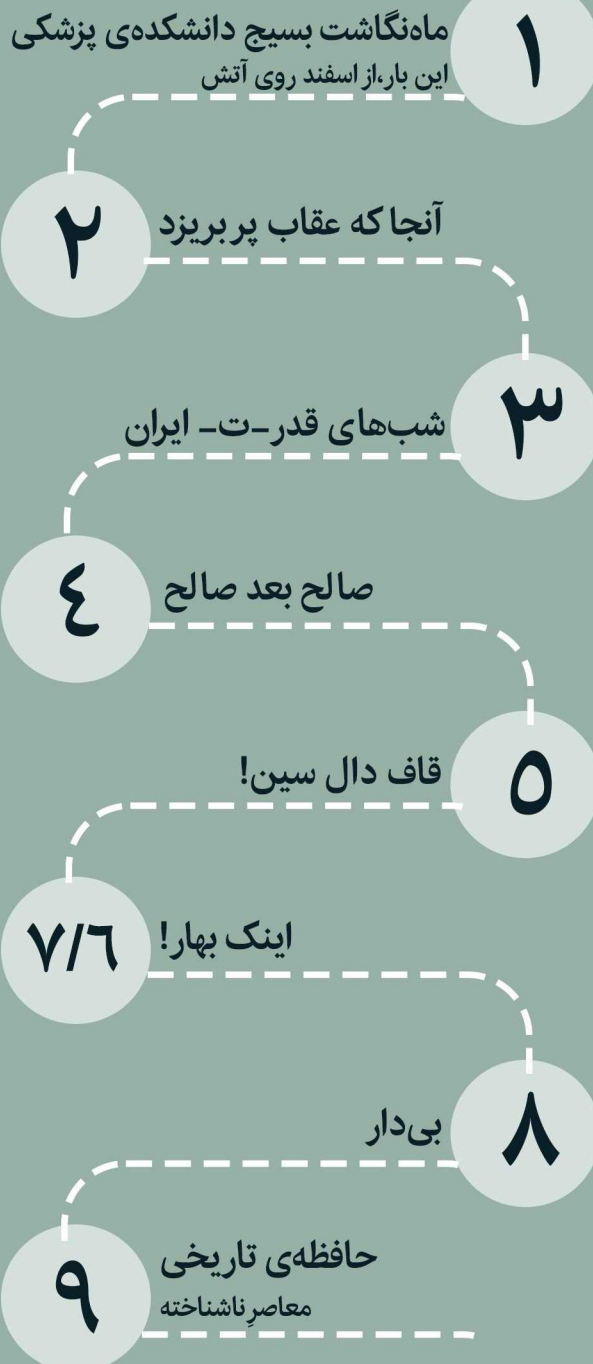 ۱
ماه‌نگاشت بسیج دانشکده‌ی پزشکی
این بار،از اسفند روی آتش
۲
آنجا که عقاب پر بریزد
۳
شب‌های قدر-ت- ایران
٤
صالح بعد صالح
٥
قاف دال سین!
۷/٦
اینک بهار!
۸
بی‌دار
۹
حافظه‌ی تاریخی
معاصرِ ناشناخته